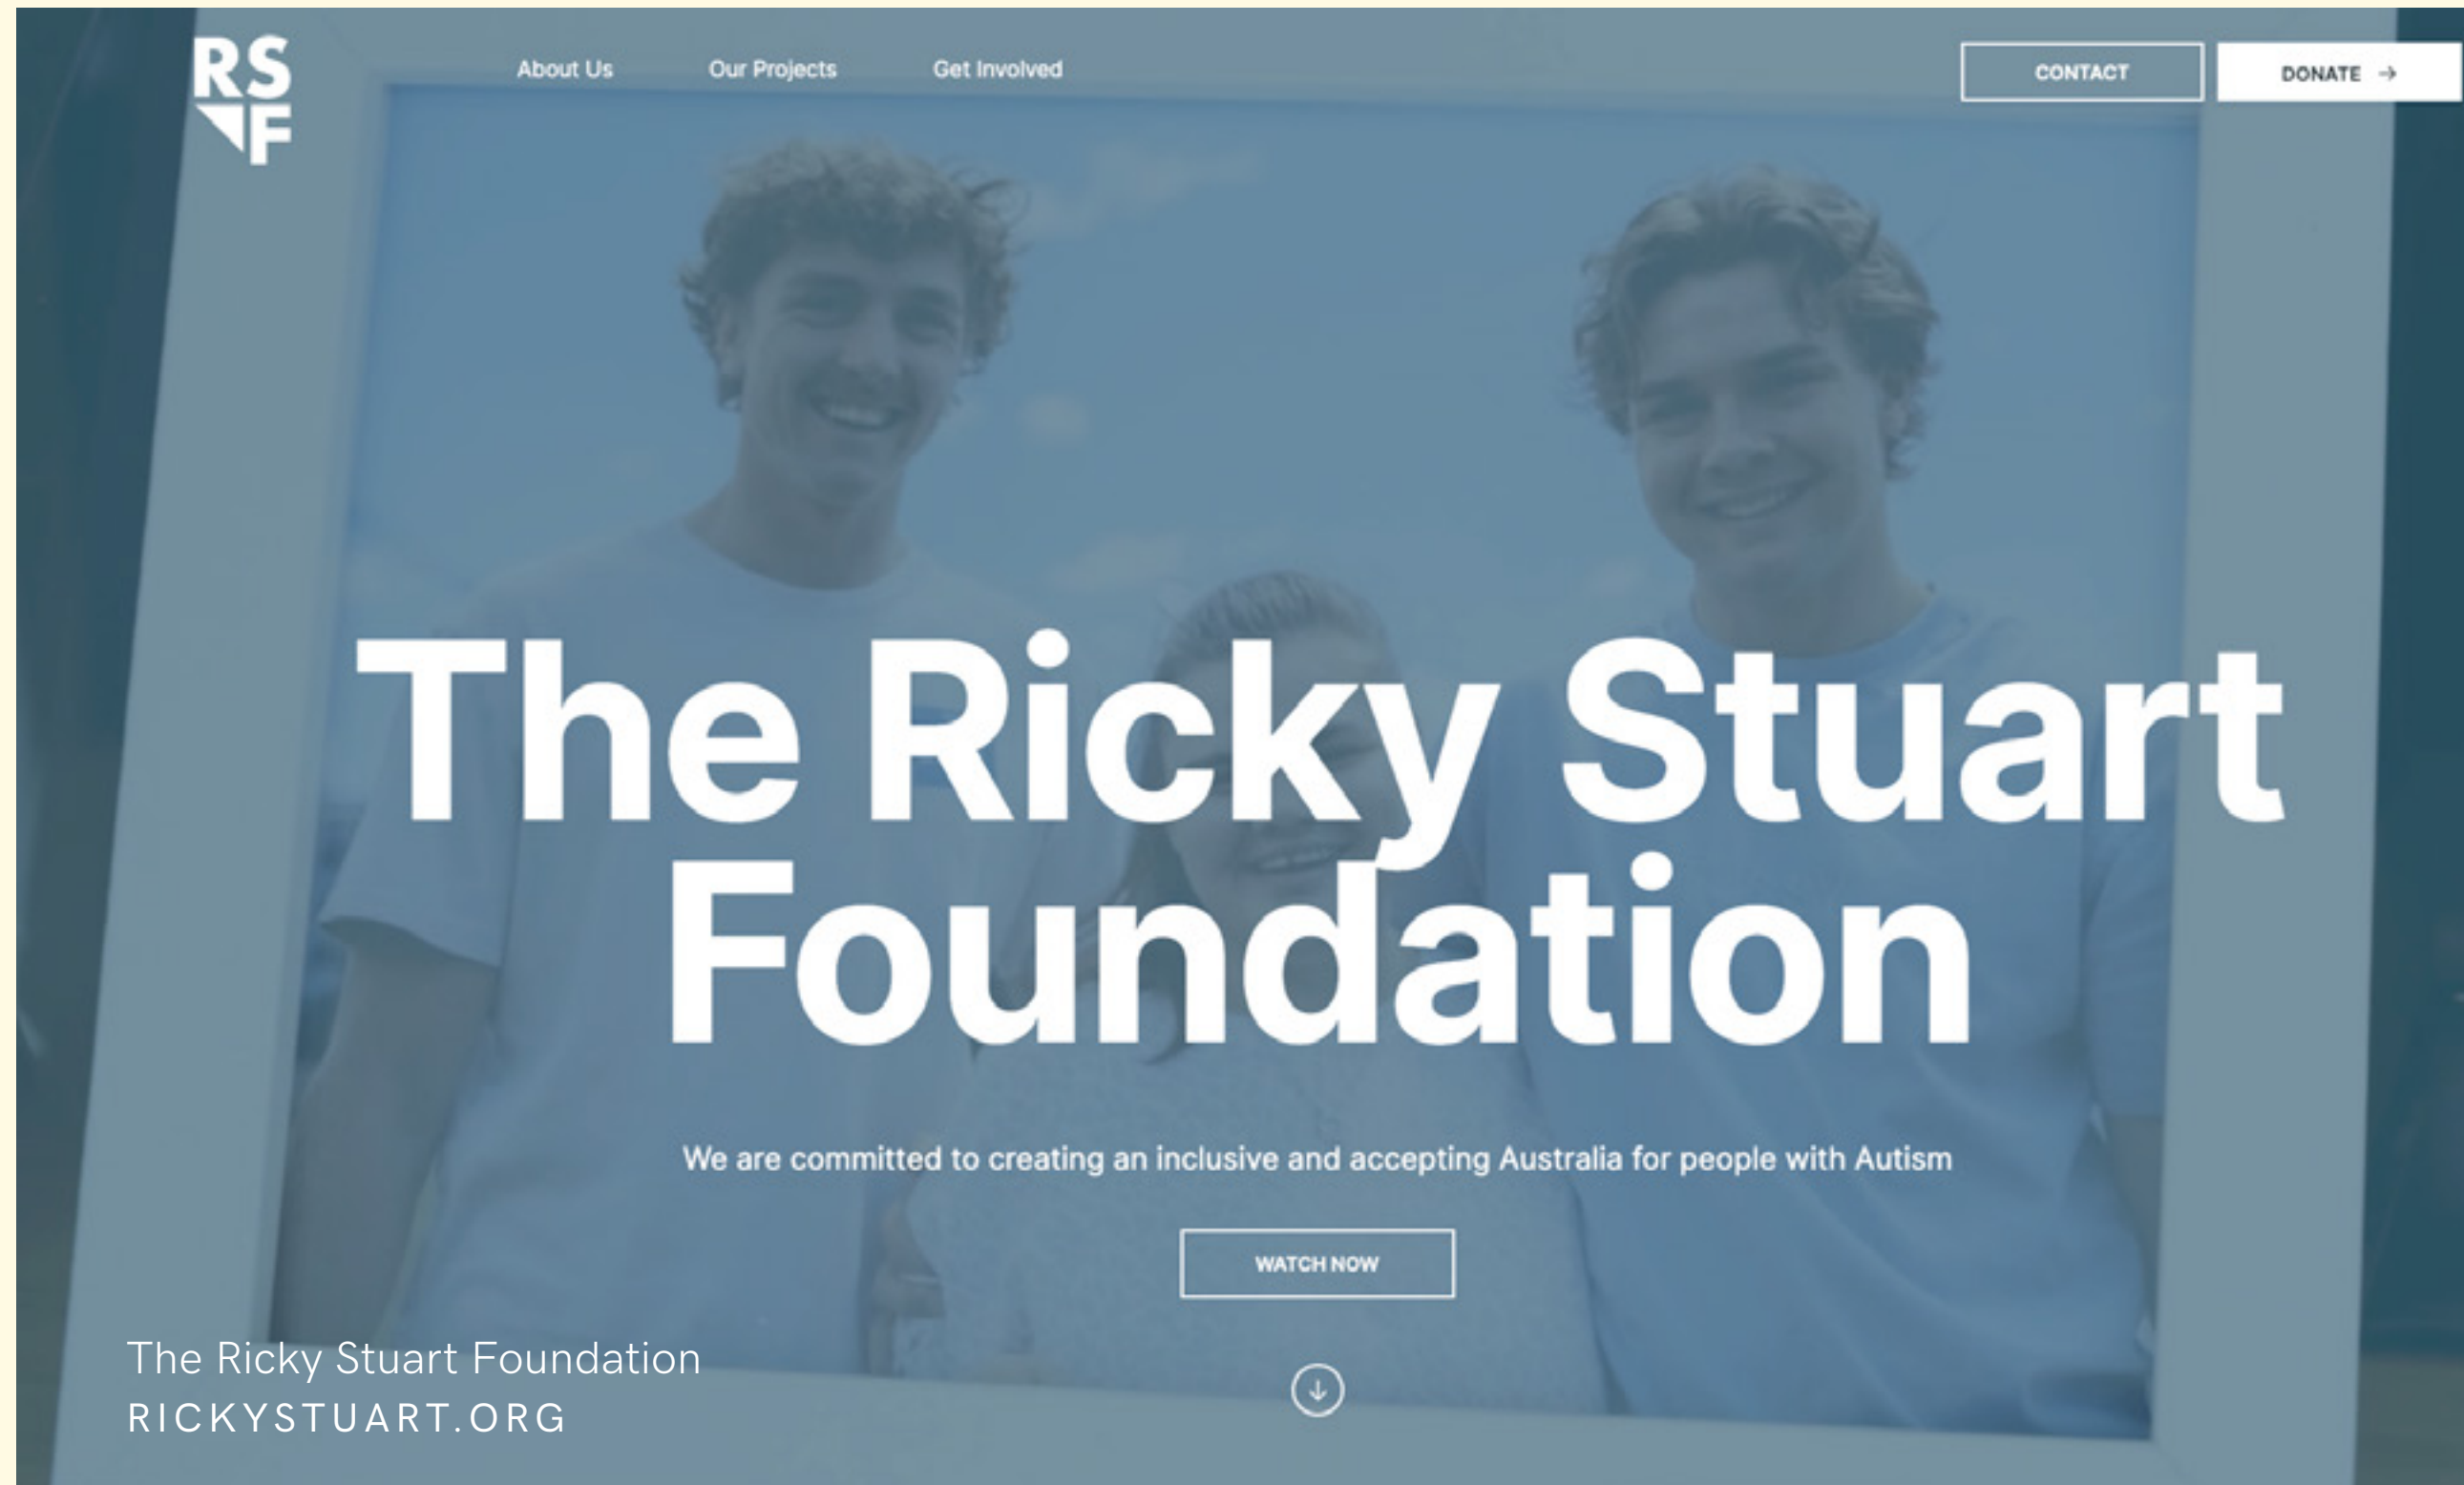 RS
F
About Us
Our Projects
Get Involved
CONTACT
DONATE →
The Ricky Stuart
Foundation
We are committed to creating an inclusive and accepting Australia for people with Autism
WATCH NOW
The Ricky Stuart Foundation
RICKYSTUART.ORG